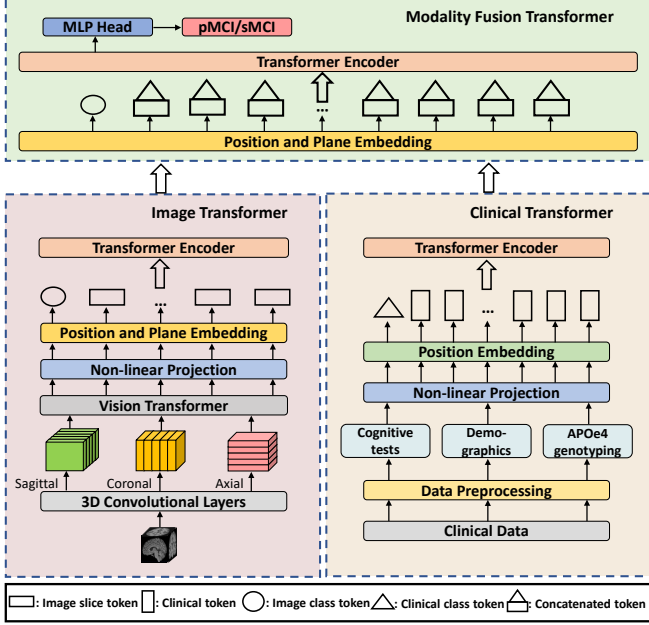 Modality Fusion Transformer
MLP Head
pMCI/sMCI
Transformer Encoder
...
Position and Plane Embedding
Image Transformer
Transformer Encoder
...
Position and Plane Embedding
Non-linear Projection
Vision Transformer
Sagittal
Coronal
Axial
3D Convolutional Layers
Clinical Transformer
Transformer Encoder
...
Position Embedding
Non-linear Projection
Cognitive
tests
Demo-
graphics
APOe4
genotyping
Data Preprocessing
Clinical Data
: Image slice token
: Clinical token
: Image class token
: Clinical class token
: Concatenated token